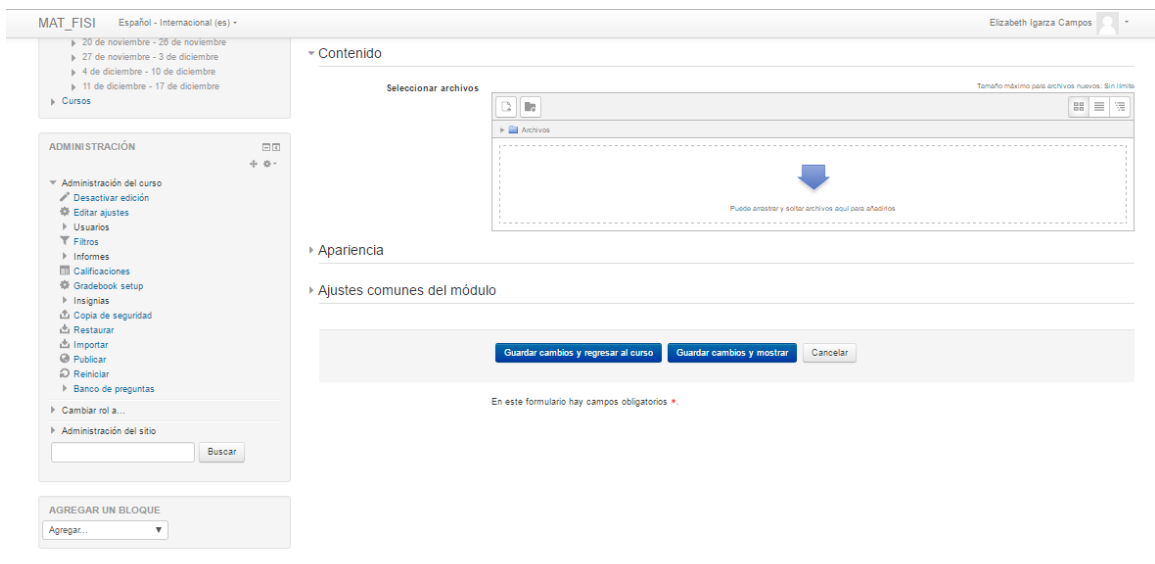 MAT_FISI Español - Internacional (es)
Elizabeth Igarza Campos
20 de noviembre - 26 de noviembre
27 de noviembre - 3 de diciembre
4 de diciembre - 10 de diciembre
11 de diciembre - 17 de diciembre
Cursos
ADMINISTRACIÓN
Administración del curso
Desactivar edición
Editar ajustes
Usuarios
Filtros
Informes
Calificaciones
Gradebook setup
Insignias
Copia de seguridad
Restaurar
Importar
Publicar
Reiniciar
Banco de preguntas
Cambiar rol a...
Administración del sitio
Buscar
AGREGAR UN BLOQUE
Agregar...
Contenido
Seleccionar archivos
Tamaño máximo para archivos nuevos: Sin límite
Archivos
Puede arrastrar y soltar archivos aquí para añadirlos
Apariencia
Ajustes comunes del módulo
Guardar cambios y regresar al curso Guardar cambios y mostrar Cancelar
En este formulario hay campos obligatorios *.